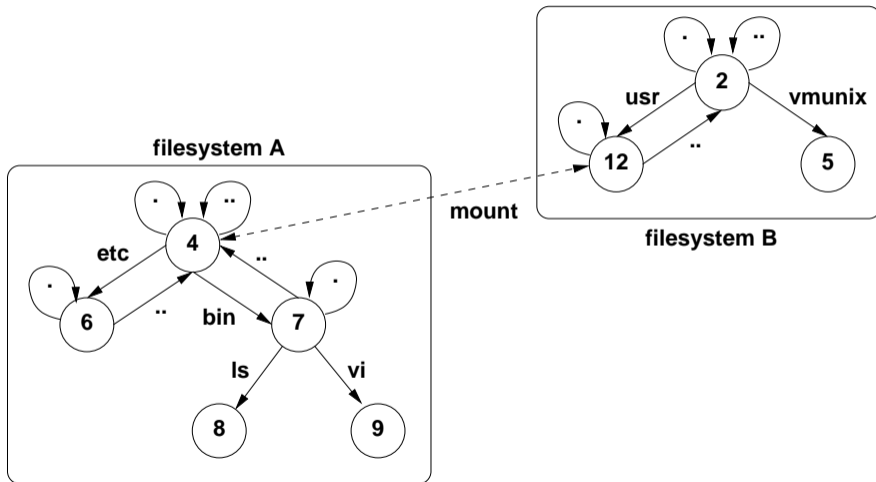 . ..
2
usr vmunix
.
12 .. 5
filesystem A
mount
filesystem B
. ..
4
etc ..
. .
6 .. bin 7
ls vi
8 9